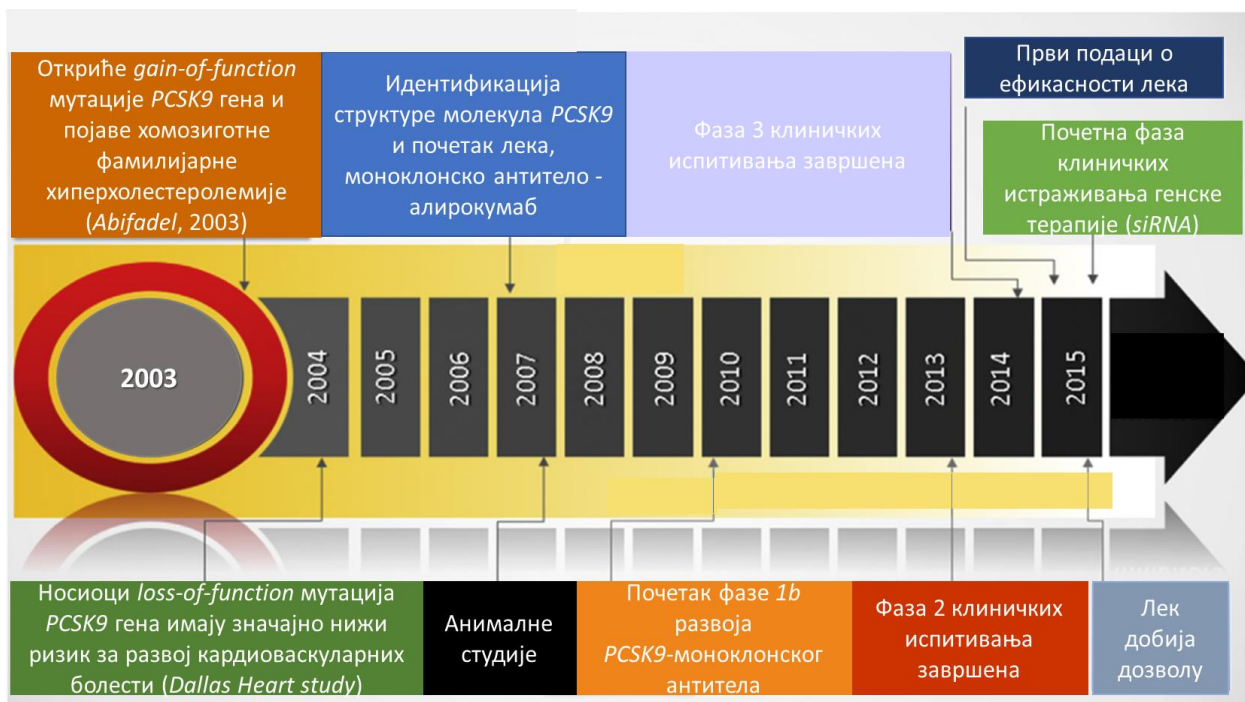 Откриће gain-of-function
мутације PCSK9 гена и
појаве хомозиготне
фамилијарне
хиперхолестеролемије
(Abifadel, 2003)
Идентификација
структуре молекула PCSK9
и почетак лека,
моноклонско антитело -
алирокумаб
Фаза 3 клиничких
испитивања завршена
Први подаци о
ефикасности лека
Почетна фаза
клиничких
истраживања генске
терапије (siRNA)
2003
2004
2005
2006
2007
2008
2009
2010
2011
2012
2013
2014
2015
Носиоци loss-of-function мутација
PCSK9 гена имају значајно нижи
ризик за развој кардиоваскуларних
болести (Dallas Heart study)
Анималне
студије
Почетак фазе 1b
развоја
PCSK9-моноклонског
антитела
Фаза 2 клиничких
испитивања
завршена
Лек
добија
дозволу